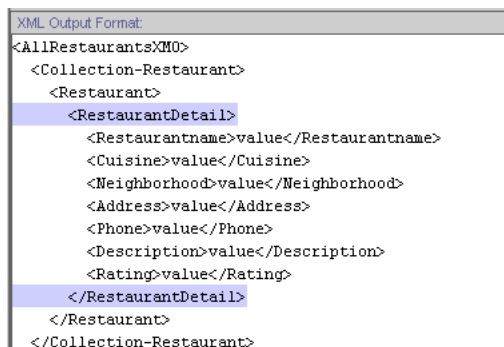 XML Output Format:
<AllRestaurantsXMO>
<Collection-Restaurant>
<Restaurant>
<RestaurantDetail>
<Restaurantname>value</Restaurantname>
<Cuisine>value</Cuisine>
<Neighborhood>value</Neighborhood>
<Address>value</Address>
<Phone>value</Phone>
<Description>value</Description>
<Rating>value</Rating>
</RestaurantDetail>
</Restaurant>
</Collection-Restaurant>